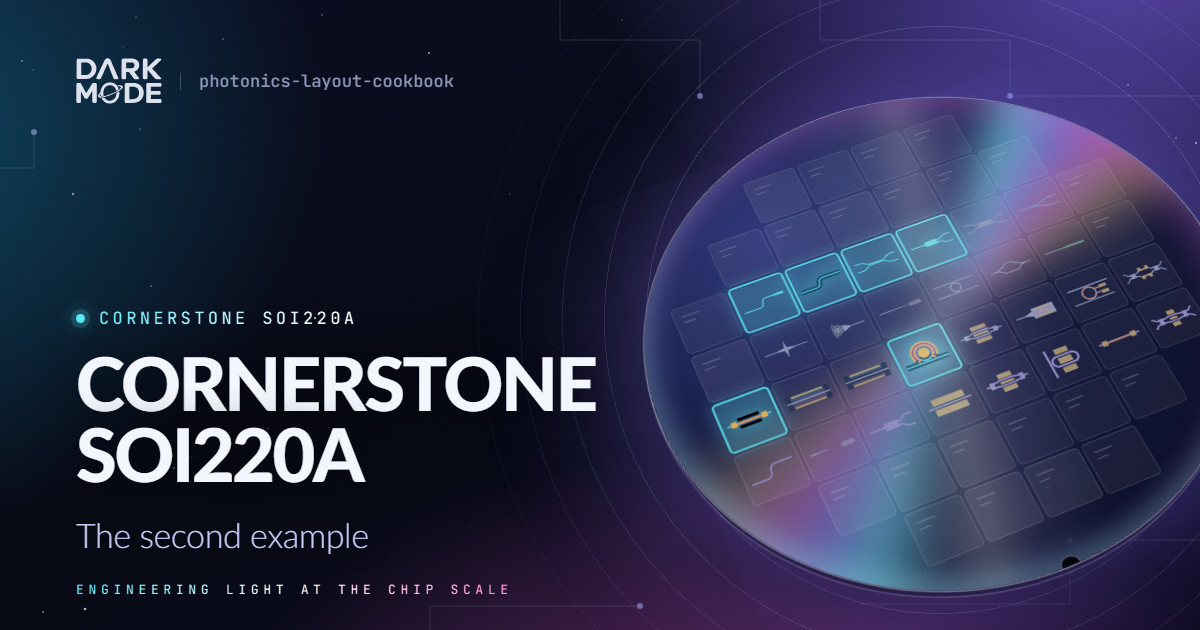 DARK
MODE
photonics-layout-cookbook
CORNERSTONE SOI220A
CORNERSTONE
SOI220A
The second example
ENGINEERING LIGHT AT THE CHIP SCALE